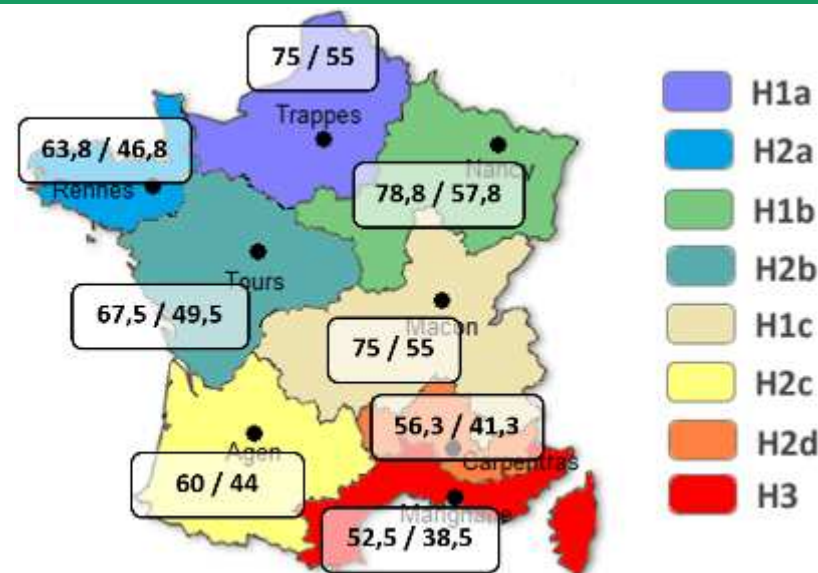 75 / 55
Trappes
63,8 / 46,8
Rennes
Nancy
78,8 / 57,8
Tours
67,5 / 49,5
Macon
75 / 55
56,3 / 41,3
Carpentras
Agen
60 / 44
Marignane
52,5 / 38,5
H1a
H2a
H1b
H2b
H1c
H2c
H2d
H3